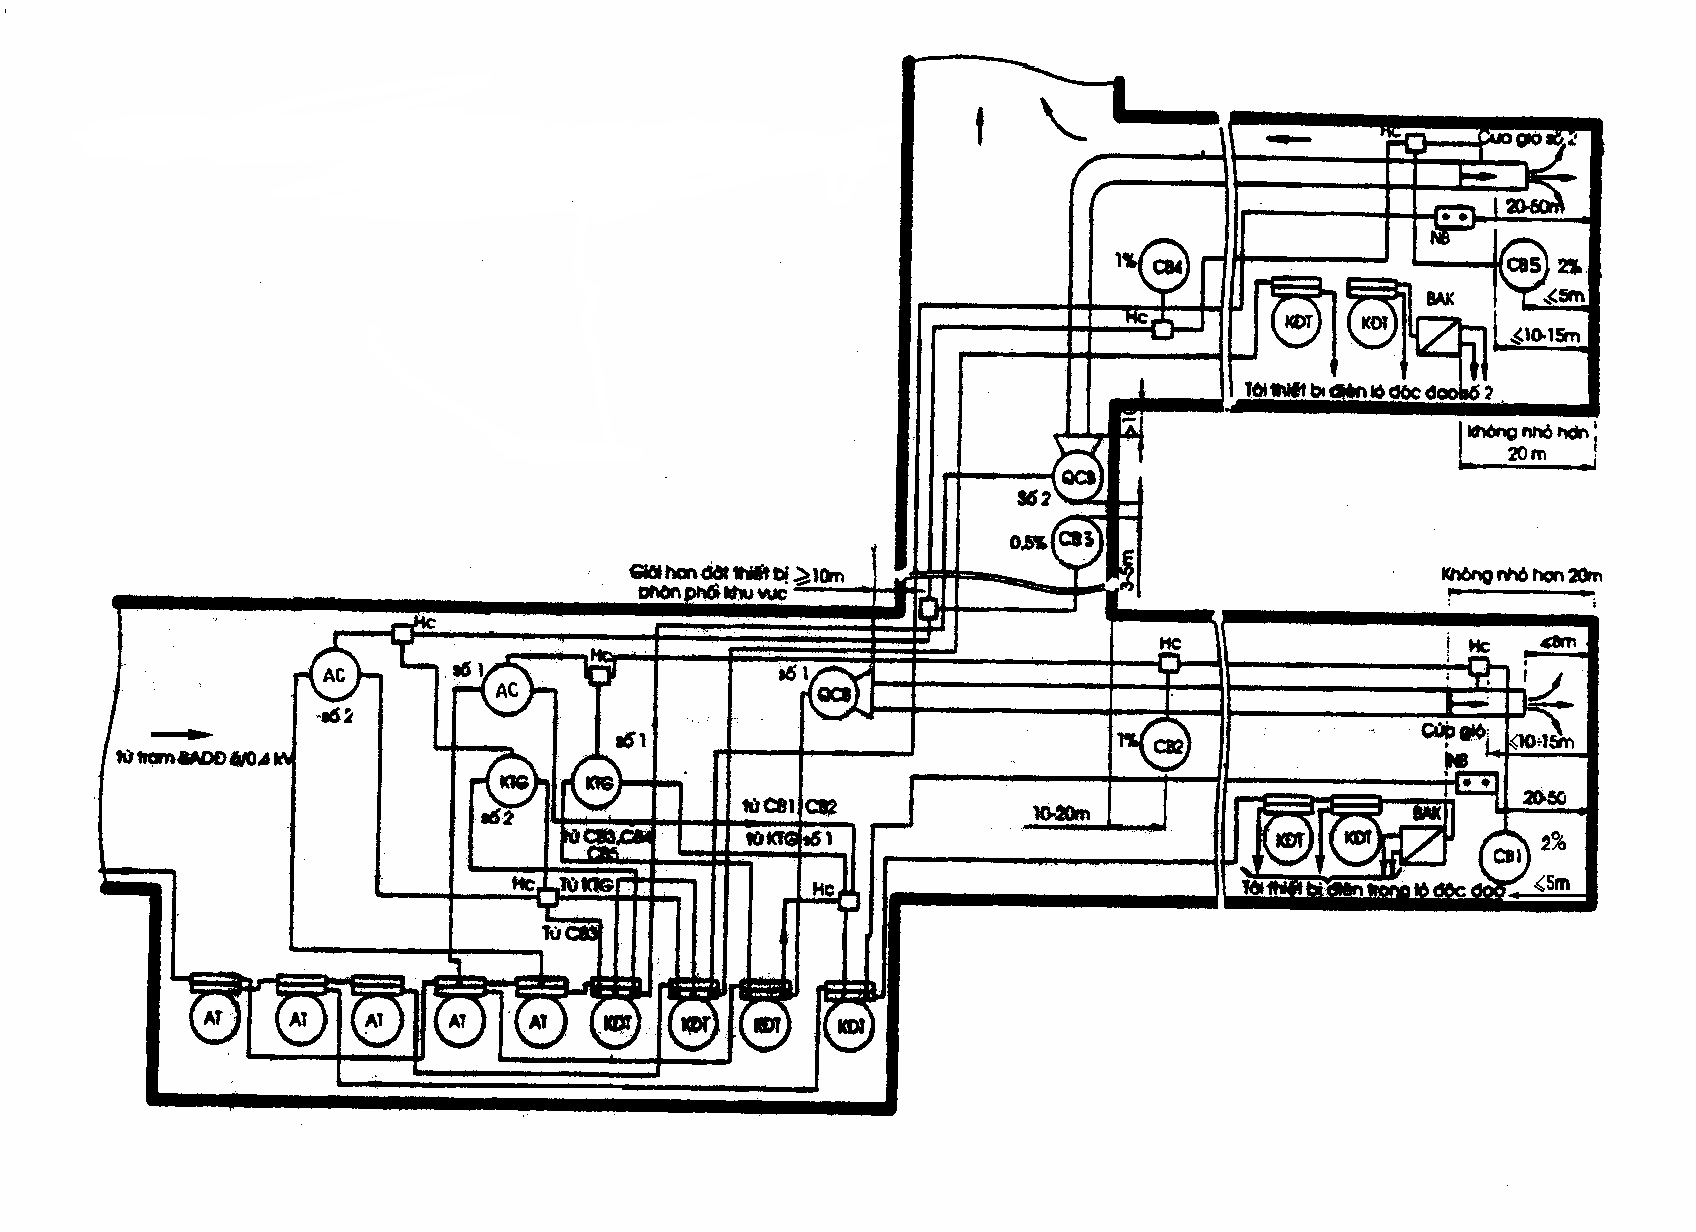 Hc
Cửa gió số 2
20-50m
NB
1%
CB4
CB5
2%
≤5m
Hc
KĐT
KĐT
BAK
≤10-15m
Tới thiết bị điện lò dốc đạo số 2
Không nhỏ hơn
20 m
QCB
Số 2
0,5%
CB3
3-5m
Giới hạn đặt thiết bị
phân phối khu vực
≥10m
Không nhỏ hơn 20m
Hc
AC
số 2
số 1
AC
Hc
số 1
QCB
Hc
Hc
≤8m
số 1
1%
CB2
Cúp gió
≤10÷15m
từ trạm BADD 6/0,4 kV
KTG
số 2
KTG
NB
từ CB1, CB2
10-20m
20-50
từ CB3,CB4
CB5
từ KTG số 1
KĐT
KĐT
BAK
CB1
2%
Hc
Từ KTG
Hc
Tới thiết bị điện trong lò dốc đạo
≤5m
Từ CB3
AT
AT
AT
AT
AT
KĐT
KĐT
KĐT
KĐT